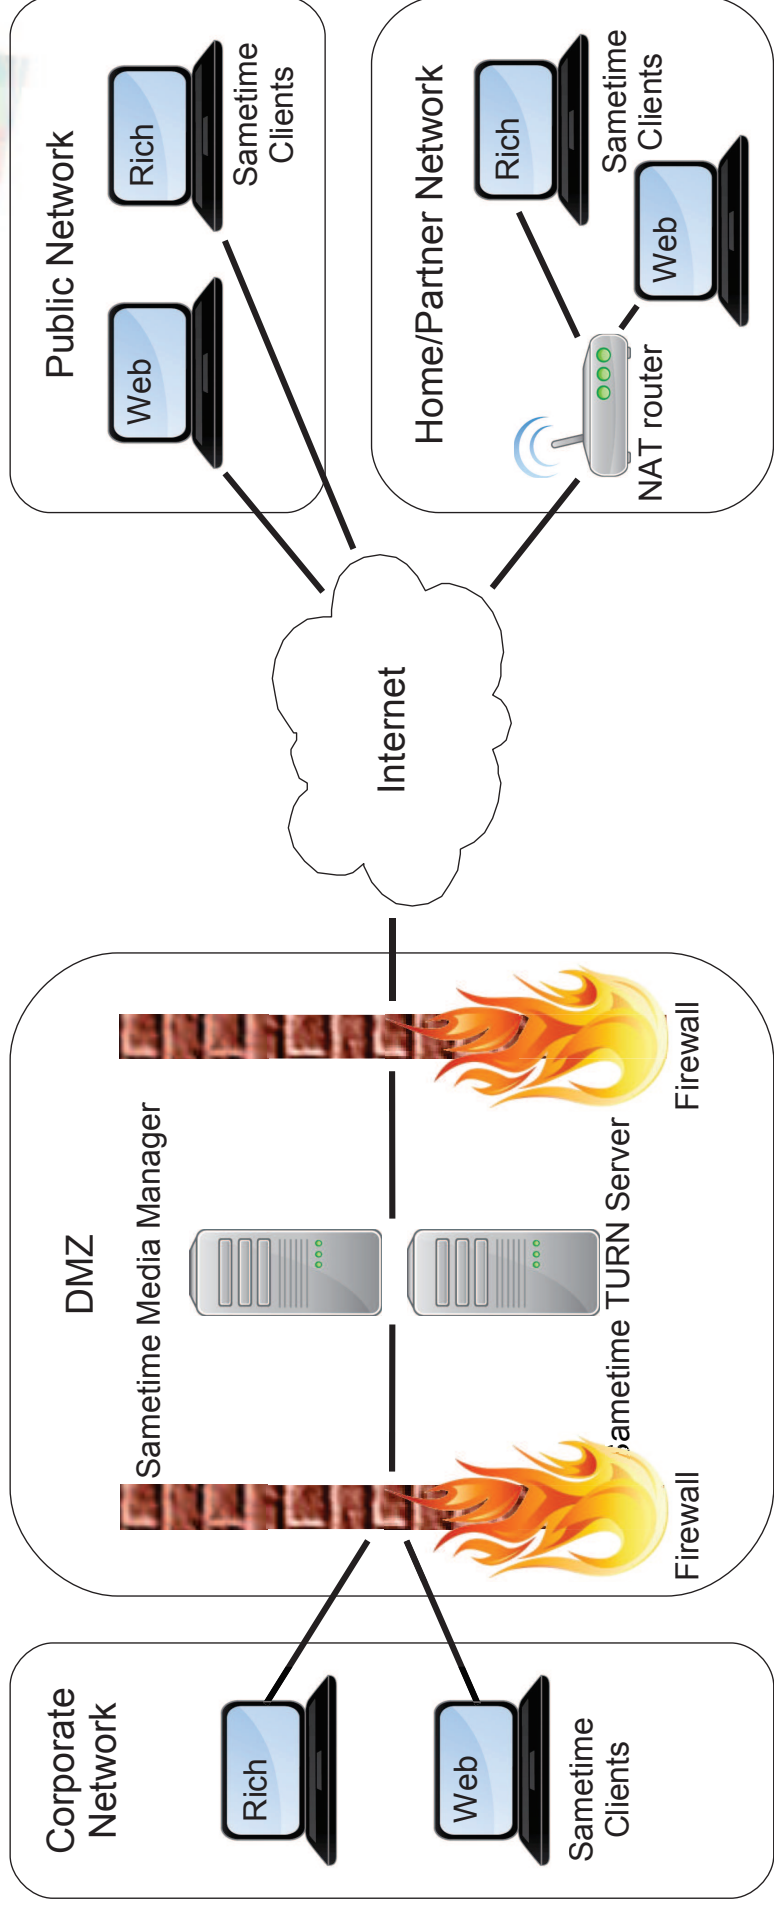 Corporate
Network
Rich
Web
Sametime
Clients
DMZ
Sametime Media Manager
Sametime TURN Server
Firewall
Firewall
Internet
Public Network
Web
Rich
Sametime
Clients
Home/Partner Network
NAT router
Rich
Sametime
Clients
Web